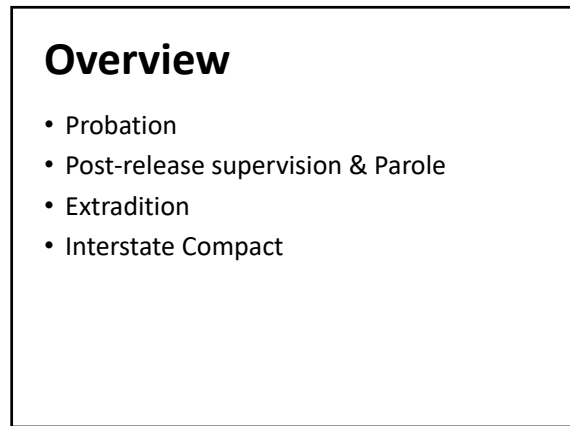 Overview
• Probation
• Post-release supervision & Parole
• Extradition
• Interstate Compact